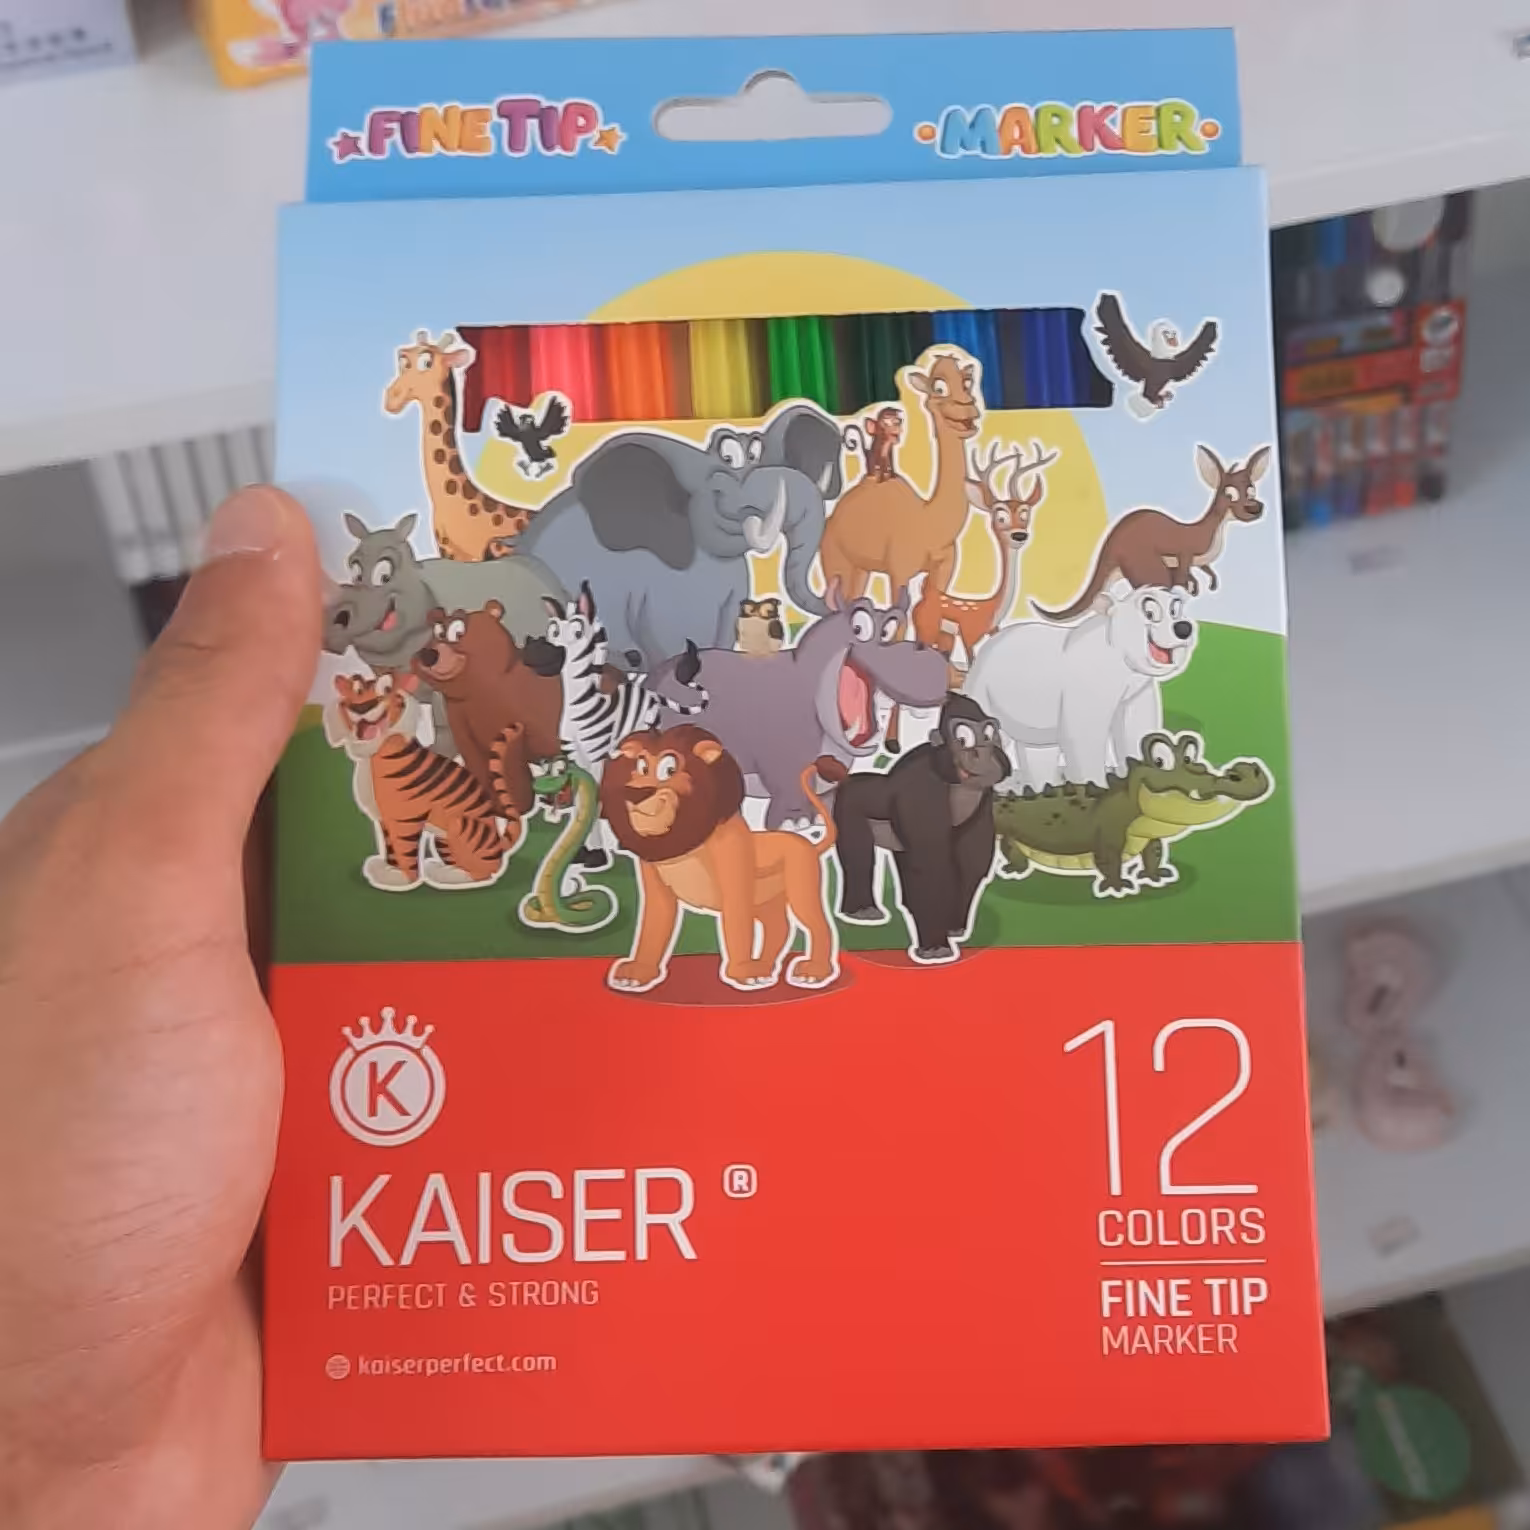 FINE TIP
MARKER
K
KAISER ®
PERFECT & STRONG
kaiserperfect.com
12
COLORS
FINE TIP
MARKER